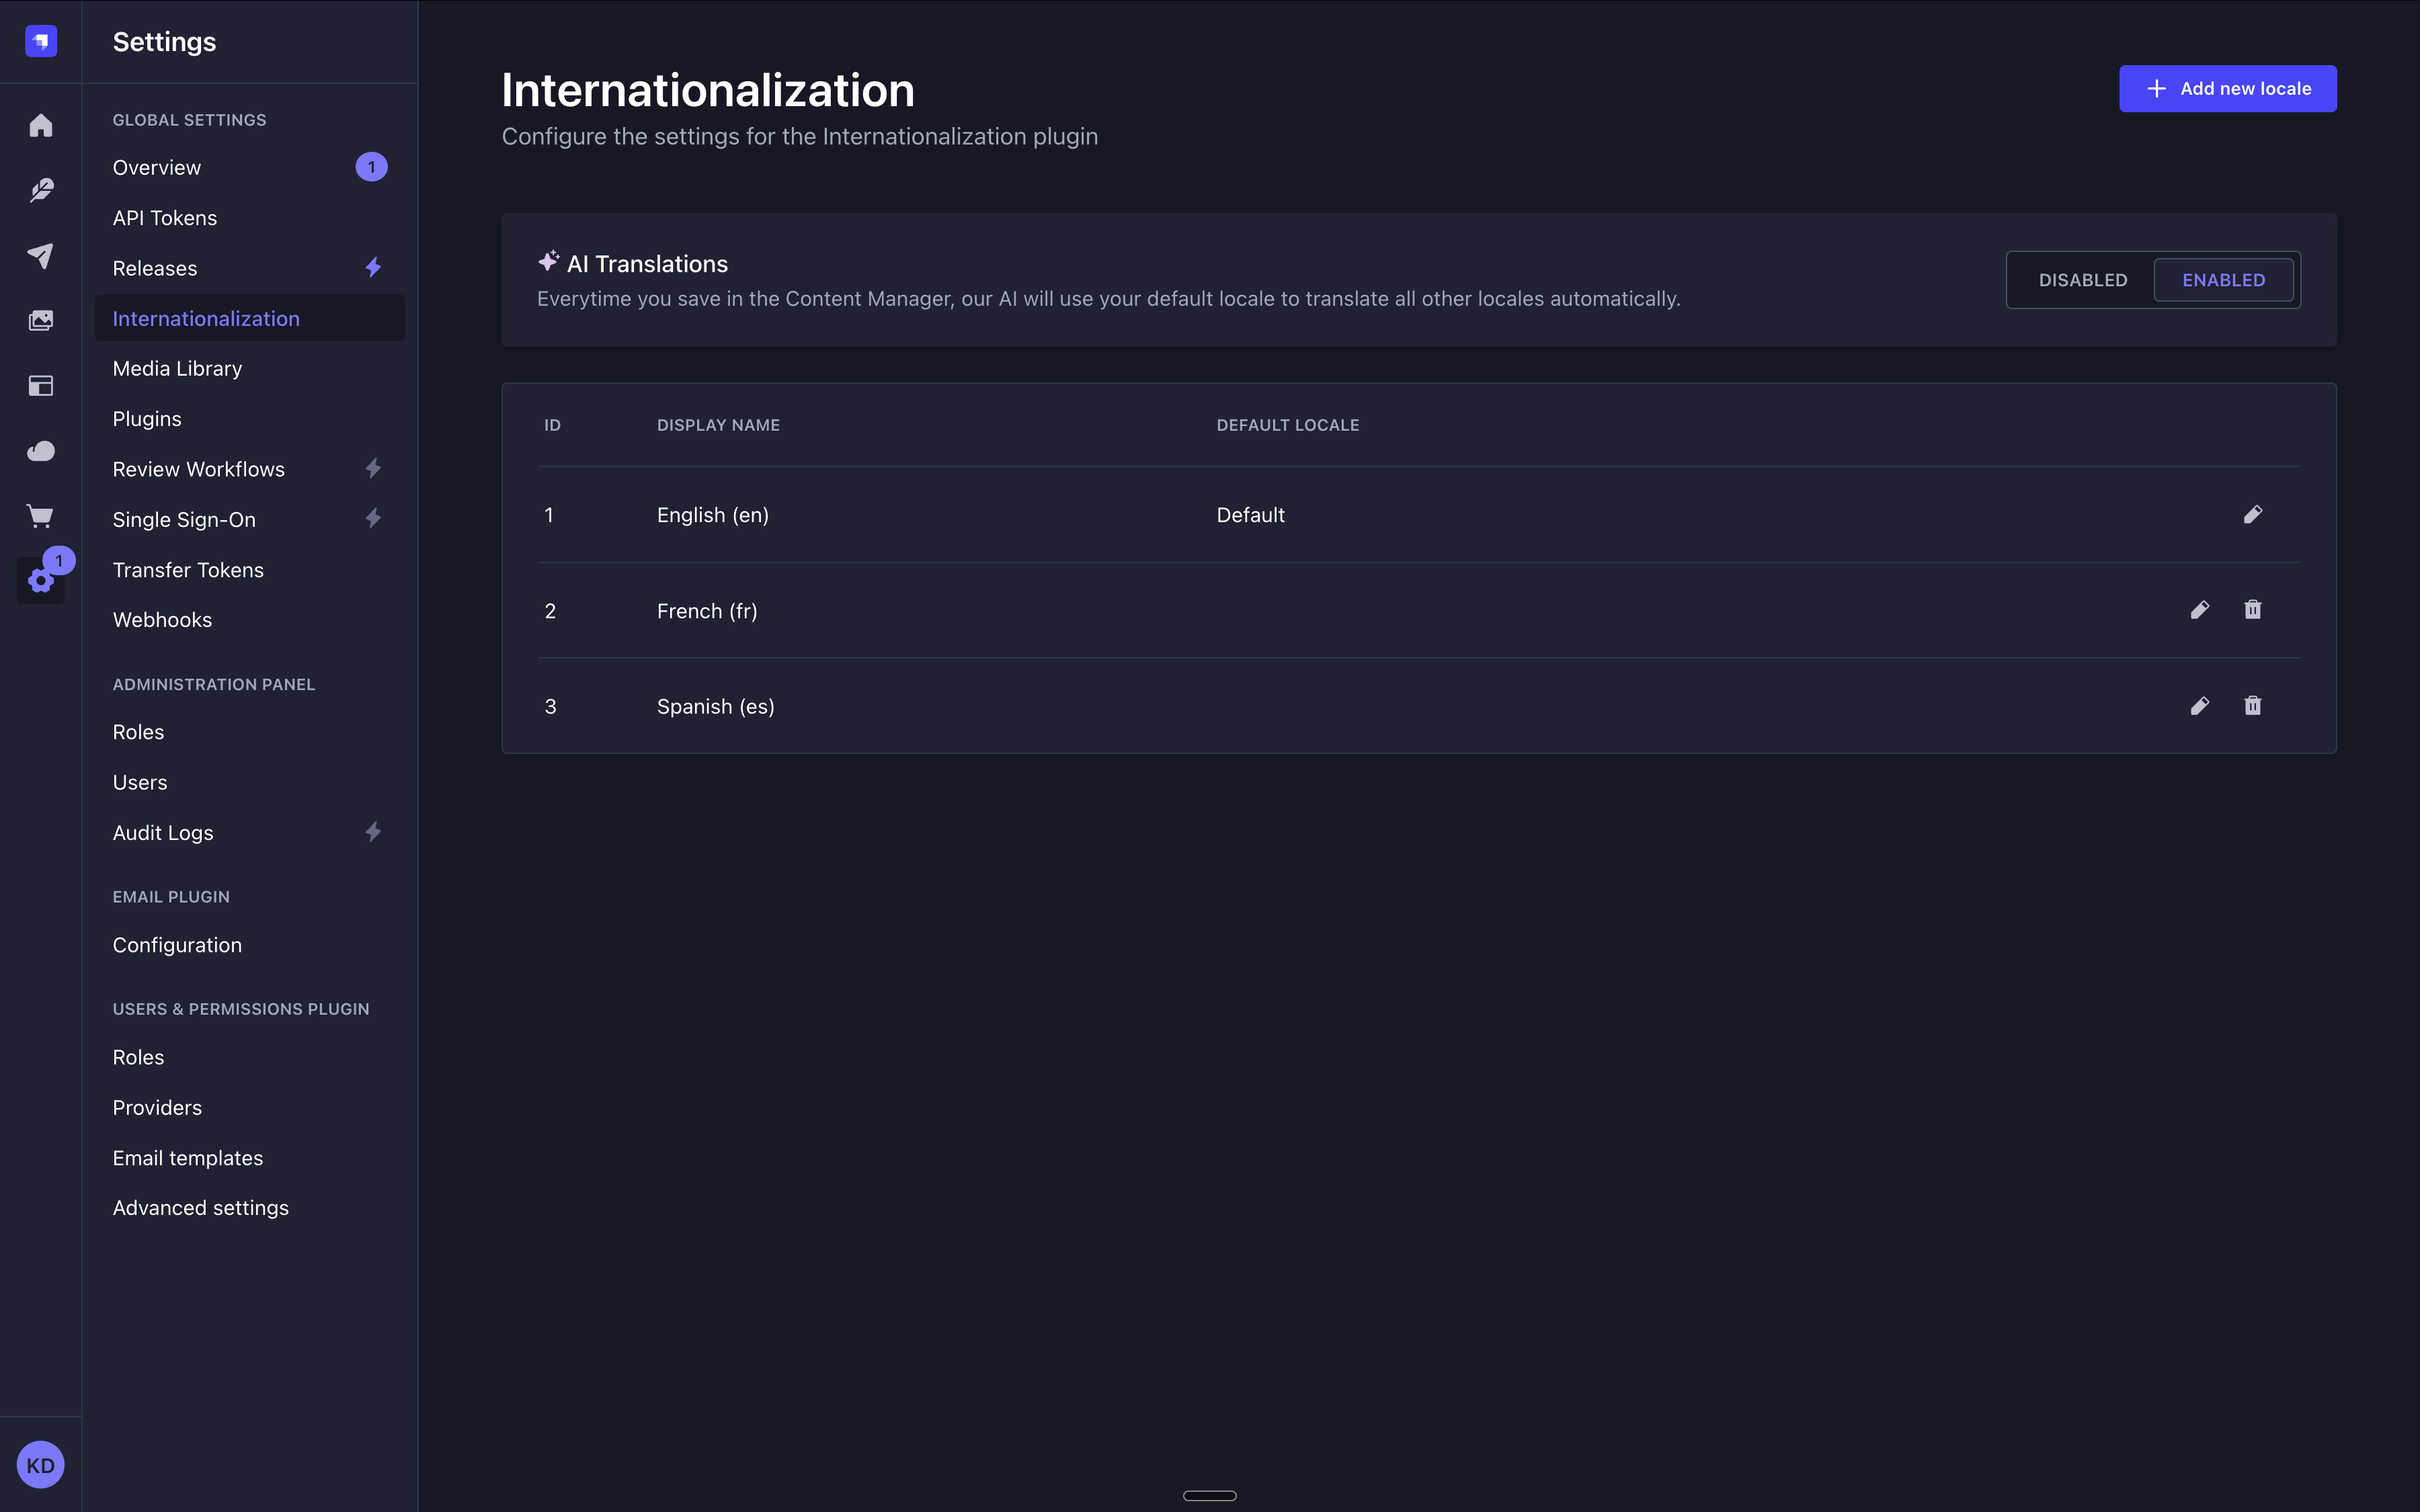 Settings
GLOBAL SETTINGS
Overview
1
API Tokens
Releases
Internationalization
Media Library
Plugins
Review Workflows
Single Sign-On
Transfer Tokens
Webhooks
ADMINISTRATION PANEL
Roles
Users
Audit Logs
EMAIL PLUGIN
Configuration
USERS & PERMISSIONS PLUGIN
Roles
Providers
Email templates
Advanced settings
1
KD
Internationalization
Configure the settings for the Internationalization plugin
Add new locale
AI Translations
Everytime you save in the Content Manager, our AI will use your default locale to translate all other locales automatically.
DISABLED
ENABLED
ID DISPLAY NAME DEFAULT LOCALE
1 English (en) Default
2 French (fr)
3 Spanish (es)